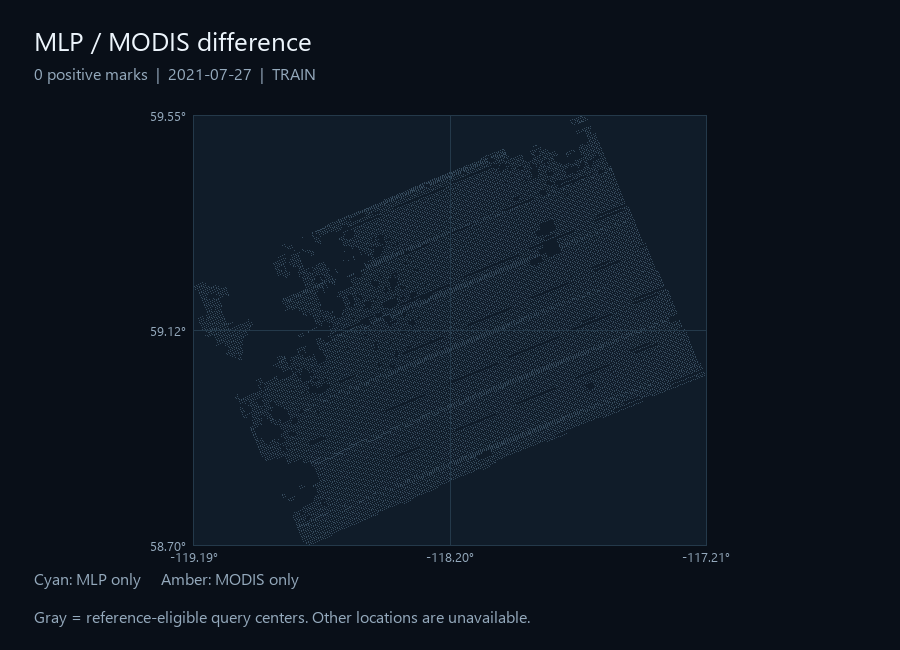 MLP / MODIS difference
0 positive marks | 2021-07-27 | TRAIN
59.55°
59.12°
58.70°
-119.19° -118.20° -117.21°
Cyan: MLP only Amber: MODIS only
Gray = reference-eligible query centers. Other locations are unavailable.